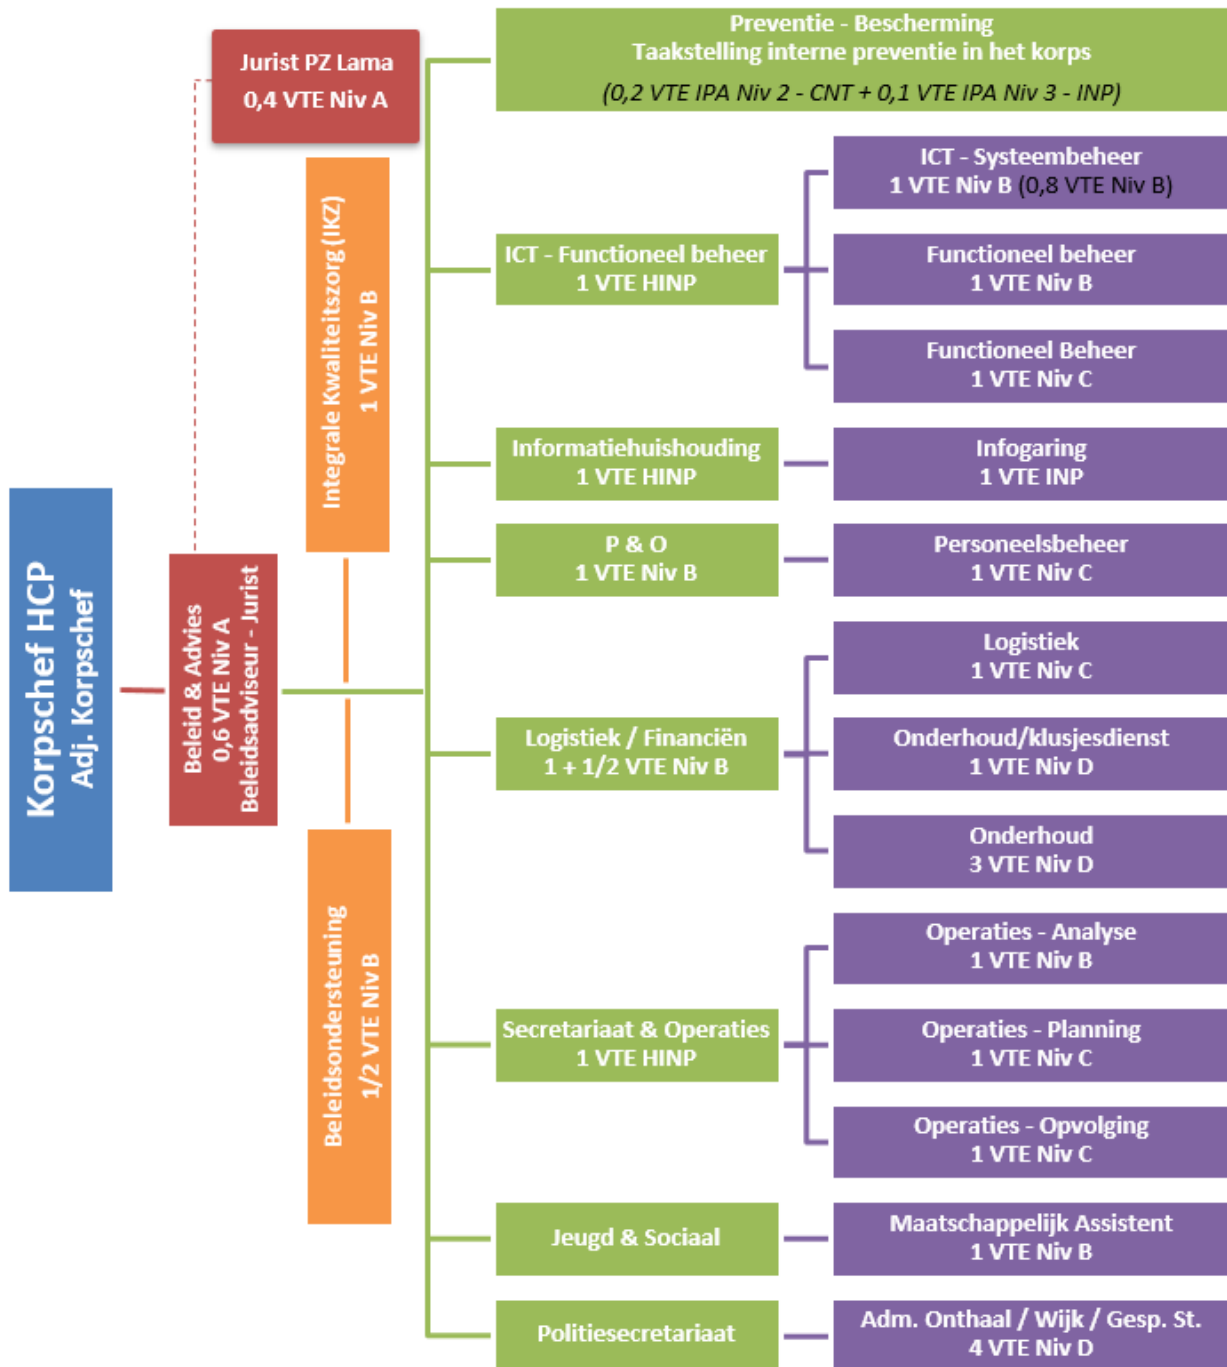 Korpschef HCP
Adj. Korpschef
Beleid & Advies
0,6 VTE Niv A
Beleidsadviseur - Jurist
Jurist PZ Lama
0,4 VTE Niv A
Integrale Kwaliteitszorg (IKZ)
1 VTE Niv B
Beleidsondersteuning
1/2 VTE Niv B
Preventie - Bescherming
Taakstelling interne preventie in het korps
(0,2 VTE IPA Niv 2 - CNT + 0,1 VTE IPA Niv 3 - INP)
ICT - Functioneel beheer
1 VTE HINP
ICT - Systeembeheer
1 VTE Niv B (0,8 VTE Niv B)
Functioneel beheer
1 VTE Niv B
Functioneel Beheer
1 VTE Niv C
Informatiehuishouding
1 VTE HINP
Infogaring
1 VTE INP
P & O
1 VTE Niv B
Personeelsbeheer
1 VTE Niv C
Logistiek / Financiën
1 + 1/2 VTE Niv B
Logistiek
1 VTE Niv C
Onderhoud/klusjesdienst
1 VTE Niv D
Onderhoud
3 VTE Niv D
Secretariaat & Operaties
1 VTE HINP
Operaties - Analyse
1 VTE Niv B
Operaties - Planning
1 VTE Niv C
Operaties - Opvolging
1 VTE Niv C
Jeugd & Sociaal
Maatschappelijk Assistent
1 VTE Niv B
Politiesecretariaat
Adm. Onthaal / Wijk / Gesp. St.
4 VTE Niv D